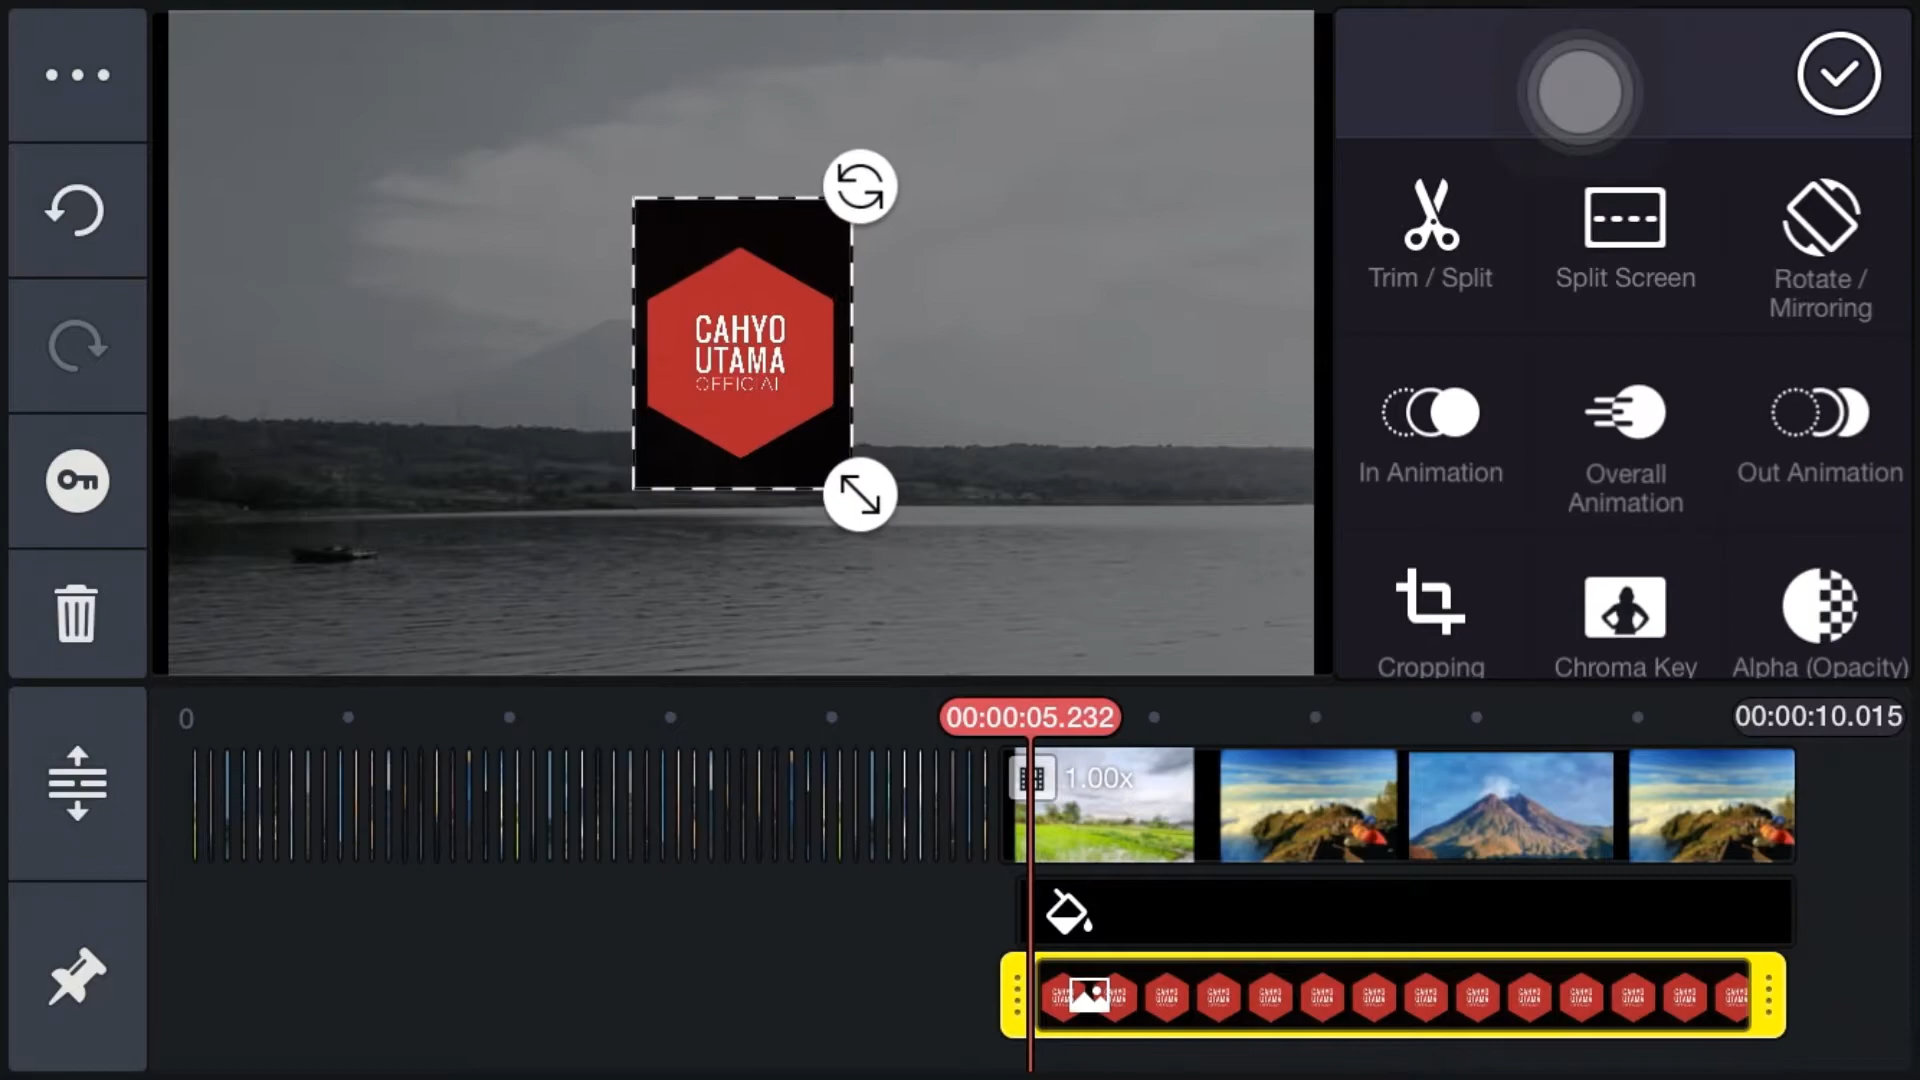 CAHYO
UTAMA
OFFICIAL
Trim / Split
Split Screen
Rotate /
Mirroring
In Animation
Overall
Animation
Out Animation
Cropping
Chroma Key
Alpha (Opacity)
0
00:00:05.232
00:00:10.015
1.00x